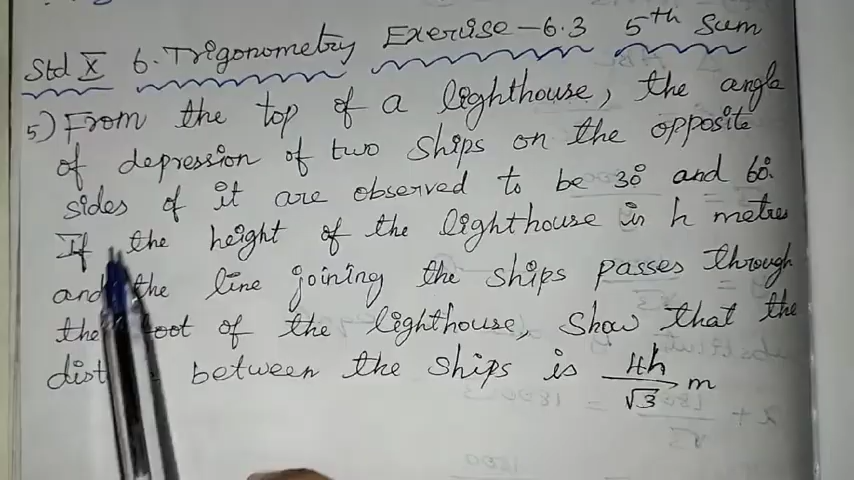 Std X 6. Trigonometry Exercise - 6.3 5th Sum
5) From the top of a lighthouse, the angle
of depression of two ships on the opposite
sides of it are observed to be 30° and 60°.
If the height of the lighthouse is h metres
and the line joining the ships passes through
the foot of the lighthouse, show that the
dist between the ships is 4h/√3 m